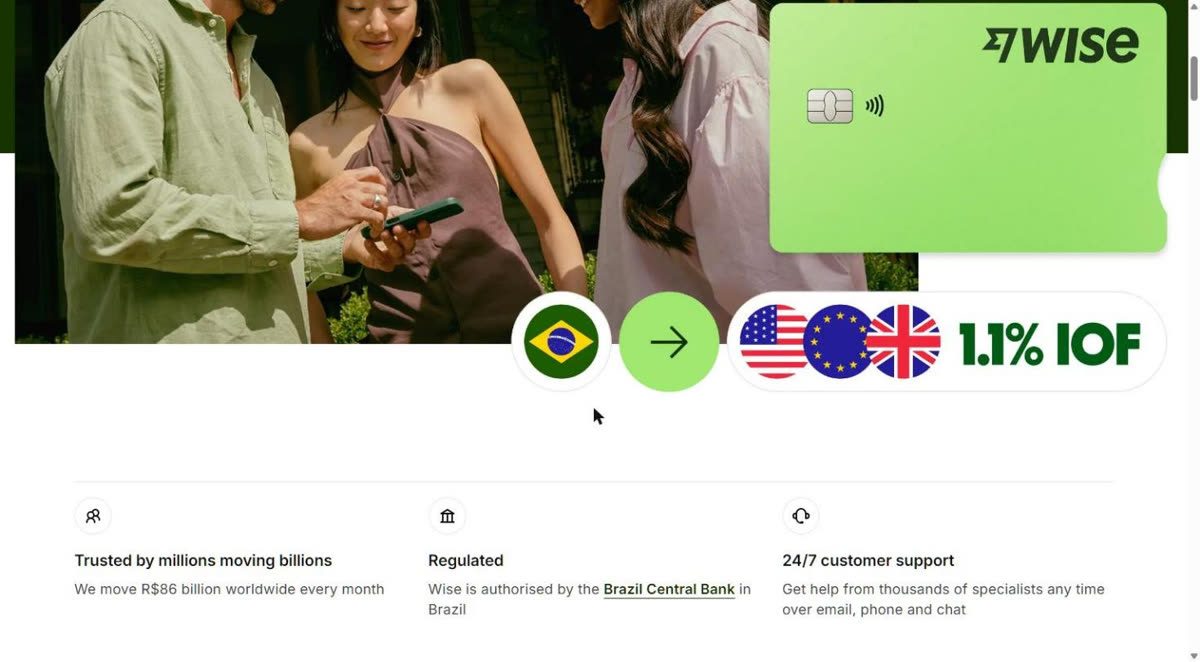 WISE
1.1% IOF
Trusted by millions moving billions
We move R$86 billion worldwide every month
Regulated
Wise is authorised by the Brazil Central Bank in
Brazil
24/7 customer support
Get help from thousands of specialists any time
over email, phone and chat